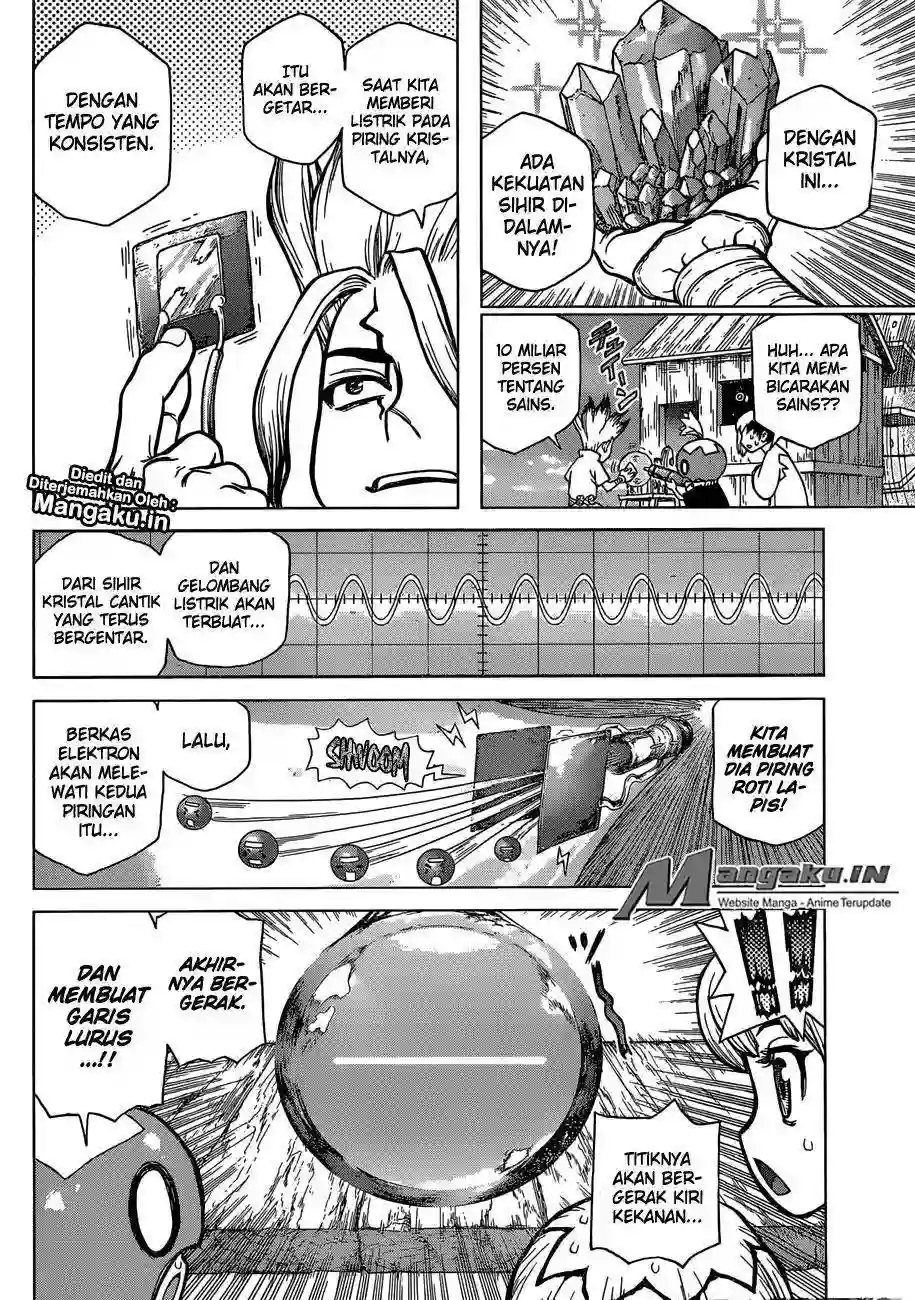 DENGAN
KRISTAL
INI...
ADA
KEKUATAN
SIHIR DI-
DALAM-
NYA!
SAAT KITA
MEMBERI
LISTRIK PADA
PIRING KRIS-
TALNYA,
ITU
AKAN BER-
GETAR...
DENGAN
TEMPO YANG
KONSISTEN.
HUH... APA
KITA MEM-
BICARAKAN
SAINS??
10 MILIAR
PERSEN
TENTANG
SAINS.
Diedit dan
Diterjemahkan Oleh :
Mangaku.in
DAN
GELOMBANG
LISTRIK AKAN
TERBUAT...
DARI SIHIR
KRISTAL CANTIK
YANG TERUS
BERGENTAR.
KITA
MEMBUAT
DIA PIRING
ROTI LA-
PIS!
SHWOOM
LALU,
BERKAS
ELEKTRON
AKAN MELE-
WATI KEDUA
PIRINGAN
ITU...
Mangaku.IN
Website Manga - Anime Terupdate
!!
TITIKNYA
AKAN BER-
GERAK KIRI
KEKANAN...
AKHIR-
NYA BER-
GERAK.
DAN
MEMBUAT
GARIS
LURUS
...!!